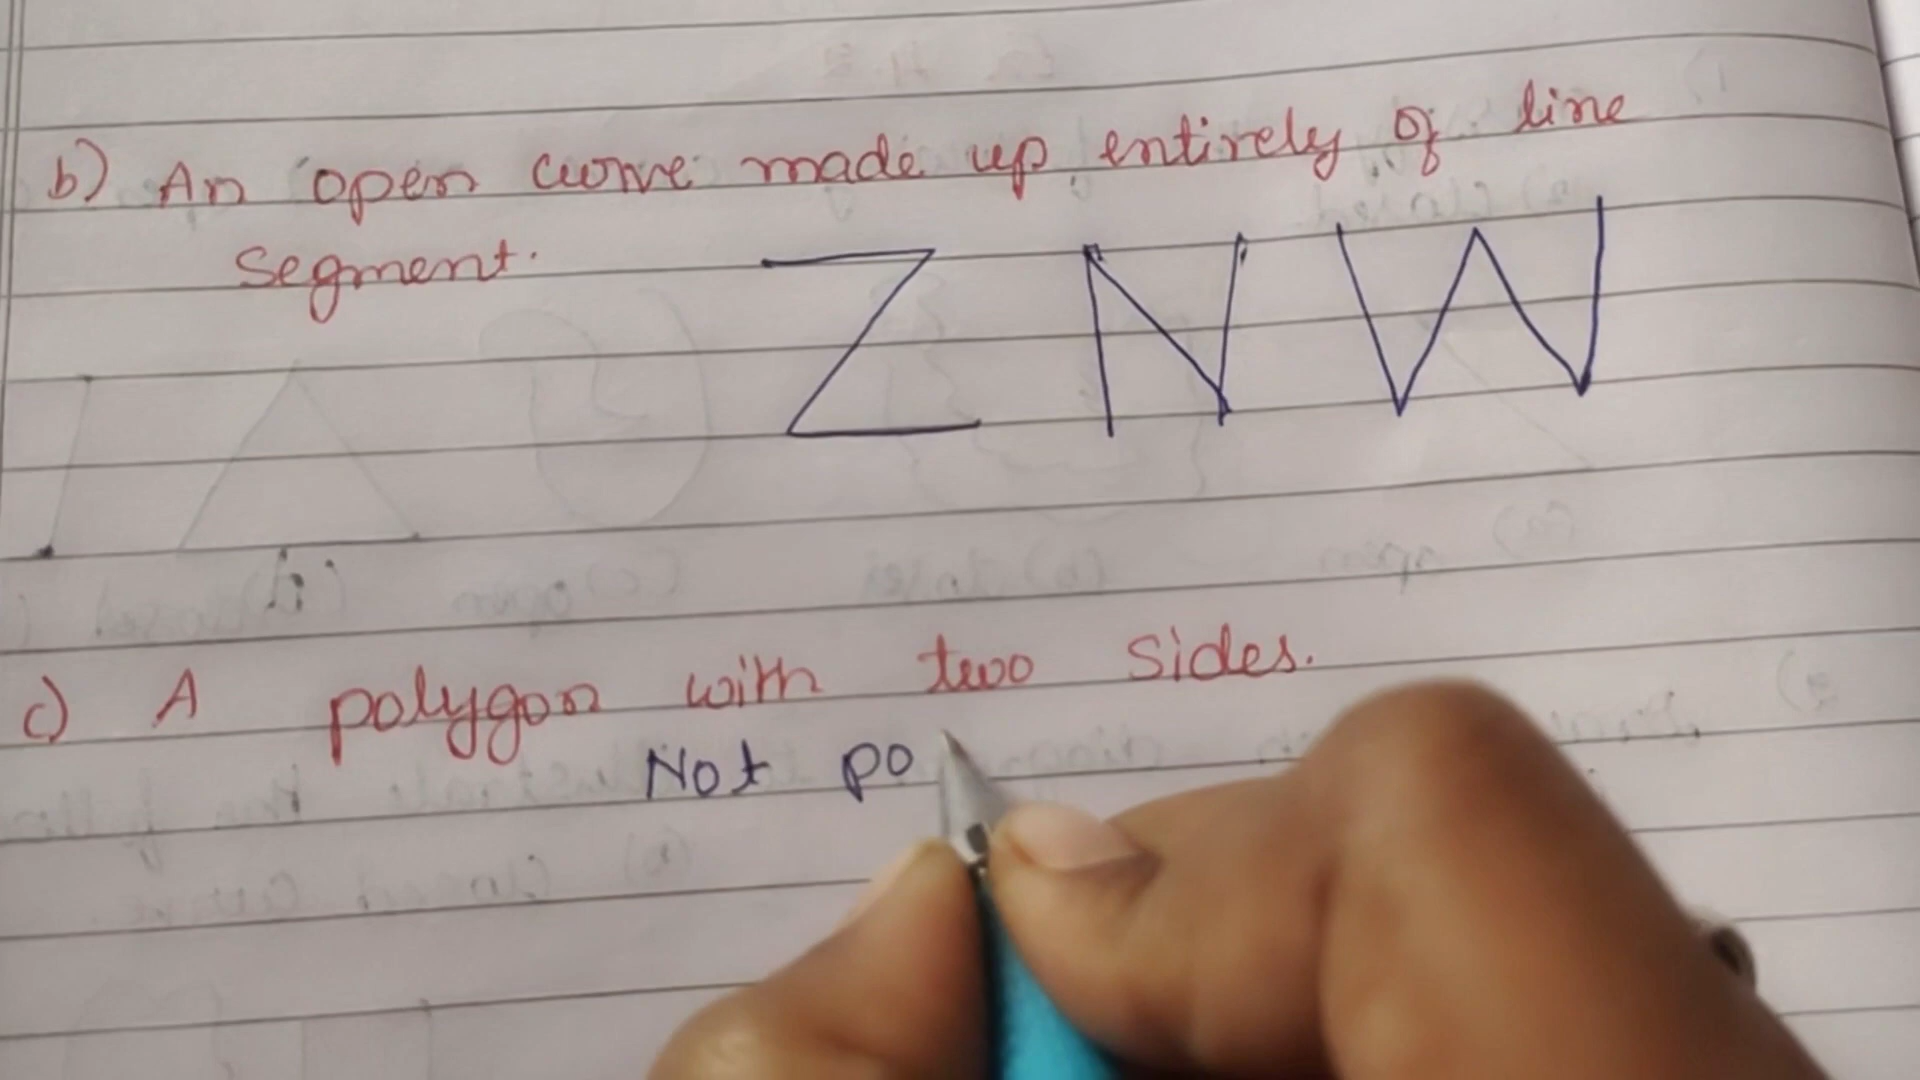 b) An open curve made up entirely of line
segment.
Z N W
c) A polygon with two sides.
Not po